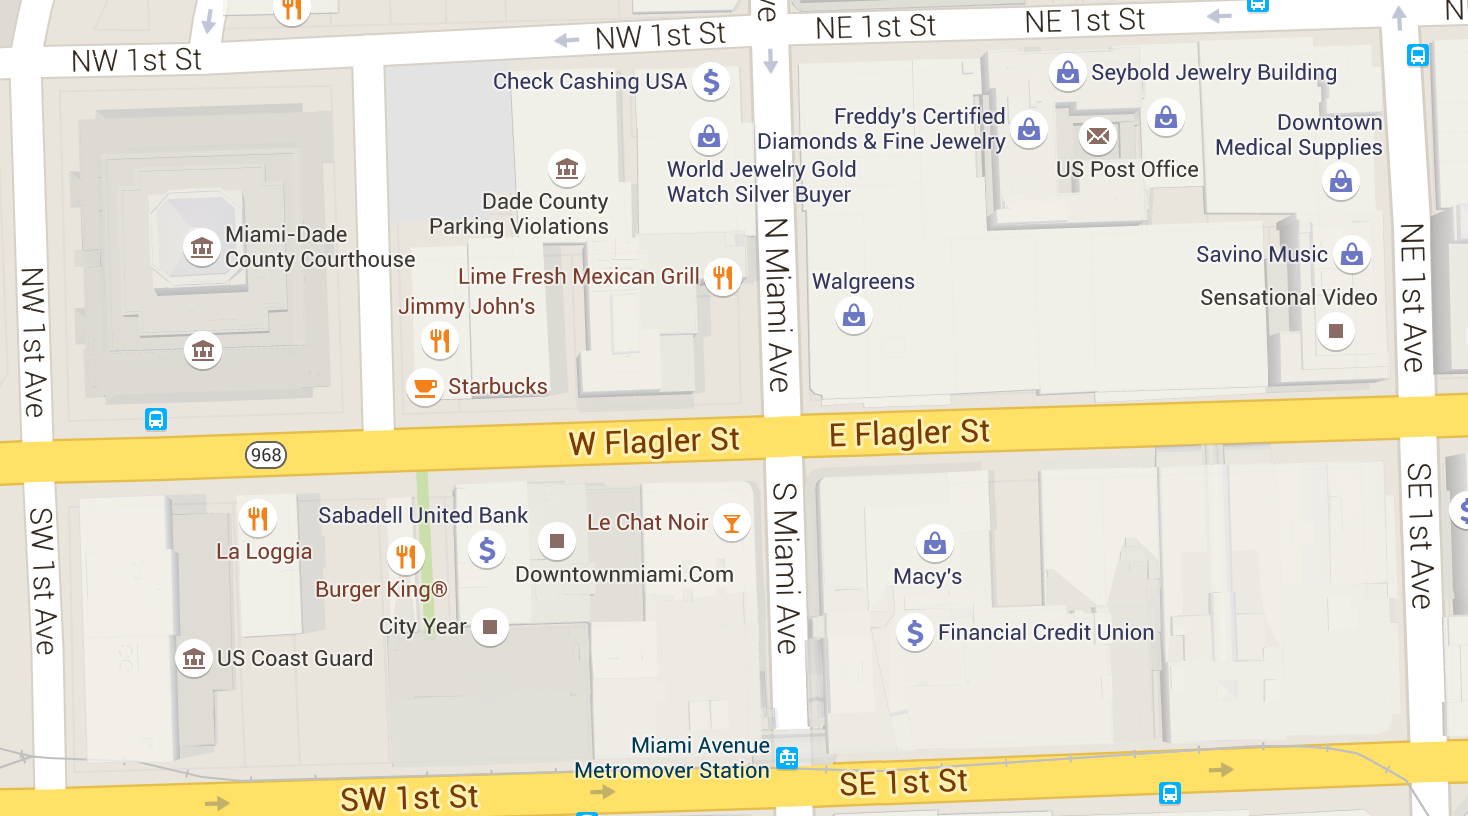 NW 1st St
NW 1st St
NE 1st St
NE 1st St
Check Cashing USA
Seybold Jewelry Building
Freddy's Certified
Diamonds & Fine Jewelry
Downtown
Medical Supplies
US Post Office
World Jewelry Gold
Watch Silver Buyer
Dade County
Parking Violations
Miami-Dade
County Courthouse
Lime Fresh Mexican Grill
Jimmy John's
Starbucks
Walgreens
Savino Music
Sensational Video
NW 1st Ave
N Miami Ave
NE 1st Ave
968
W Flagler St
E Flagler St
SW 1st Ave
S Miami Ave
SE 1st Ave
La Loggia
Sabadell United Bank
Le Chat Noir
Burger King®
Downtownmiami.Com
City Year
US Coast Guard
Macy's
Financial Credit Union
Miami Avenue
Metromover Station
SW 1st St
SE 1st St